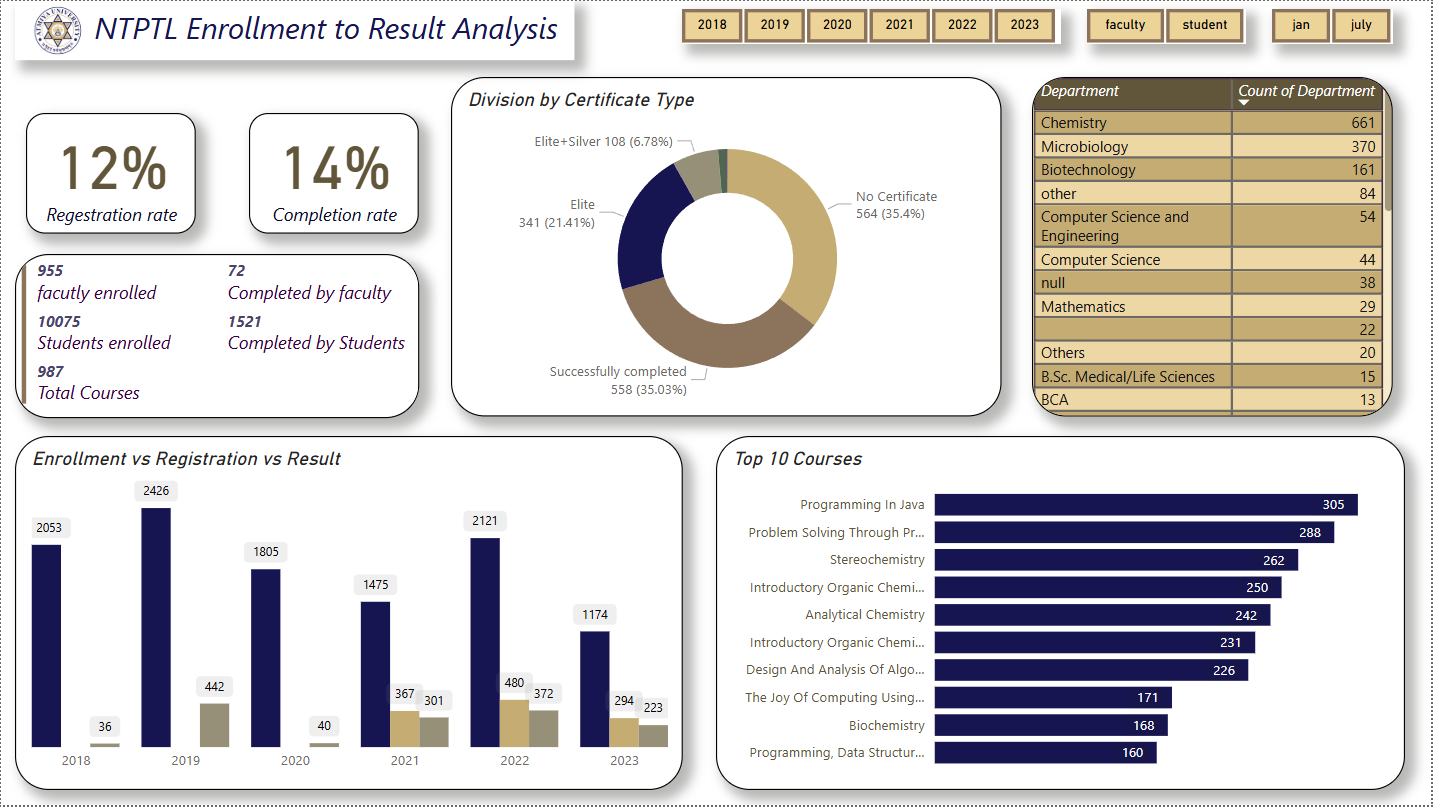 NTPTL Enrollment to Result Analysis
2018 2019 2020 2021 2022 2023
faculty student
jan july
12%
Regestration rate
14%
Completion rate
955
facutly enrolled
72
Completed by faculty
10075
Students enrolled
1521
Completed by Students
987
Total Courses
Division by Certificate Type
Elite+Silver 108 (6.78%)
Elite
341 (21.41%)
No Certificate
564 (35.4%)
Successfully completed
558 (35.03%)
Department Count of Department
Chemistry 661
Microbiology 370
Biotechnology 161
other 84
Computer Science and
Engineering 54
Computer Science 44
null 38
Mathematics 29
22
Others 20
B.Sc. Medical/Life Sciences 15
BCA 13
Enrollment vs Registration vs Result
2053 36
2426 442
1805 40
1475 367 301
2121 480 372
1174 294 223
2018 2019 2020 2021 2022 2023
Top 10 Courses
Programming In Java 305
Problem Solving Through Pr... 288
Stereochemistry 262
Introductory Organic Chemi... 250
Analytical Chemistry 242
Introductory Organic Chemi... 231
Design And Analysis Of Algo... 226
The Joy Of Computing Using... 171
Biochemistry 168
Programming, Data Structur... 160